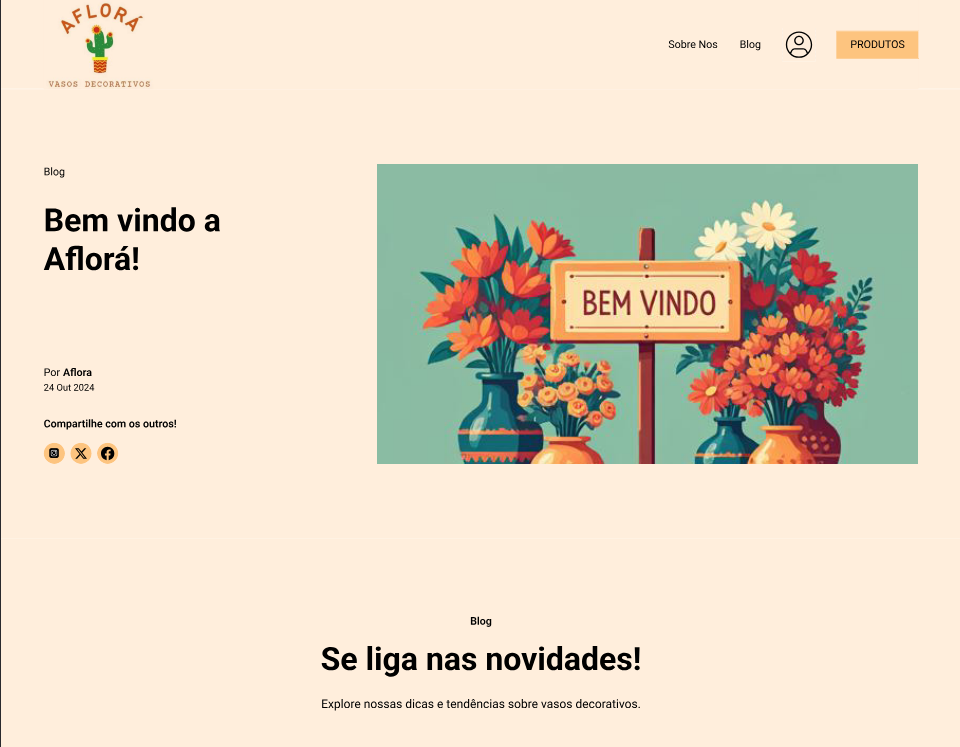 AFLORÁ
VASOS DECORATIVOS
Sobre Nos
Blog
PRODUTOS
Blog
Bem vindo a
Aflorá!
Por Aflora
24 Out 2024
Compartilhe com os outros!
BEM VINDO
Blog
Se liga nas novidades!
Explore nossas dicas e tendências sobre vasos decorativos.